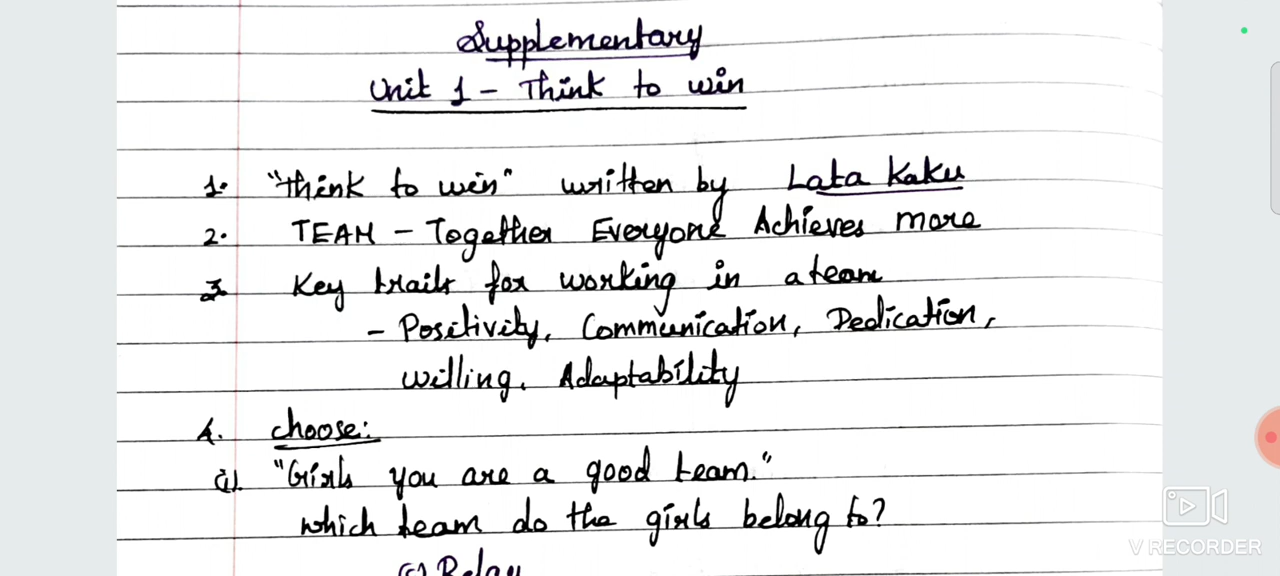 Supplementary
Unit 1 - Think to win
1. "Think to win" written by Lata Kaku
2. TEAM - Together Everyone Achieves more
3. Key traits for working in a team
- Positivity, Communication, Dedication,
willing, Adaptability
4. choose:
(i). "Girls you are a good team."
which team do the girls belong to?
(c) Relay
V RECORDER